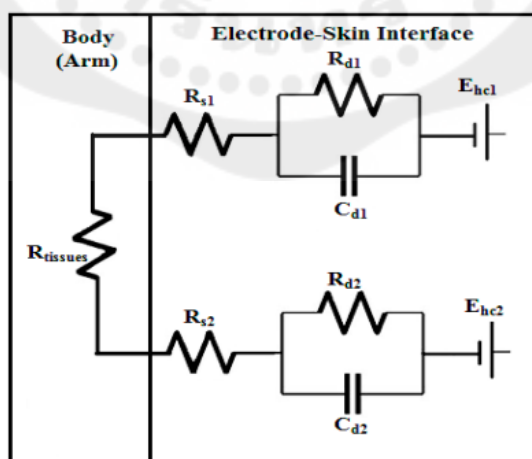 Body
(Arm)
Electrode-Skin Interface
Rd1
Ehc1
Rs1
Cd1
Rtissues
Rd2
Ehc2
Rs2
Cd2